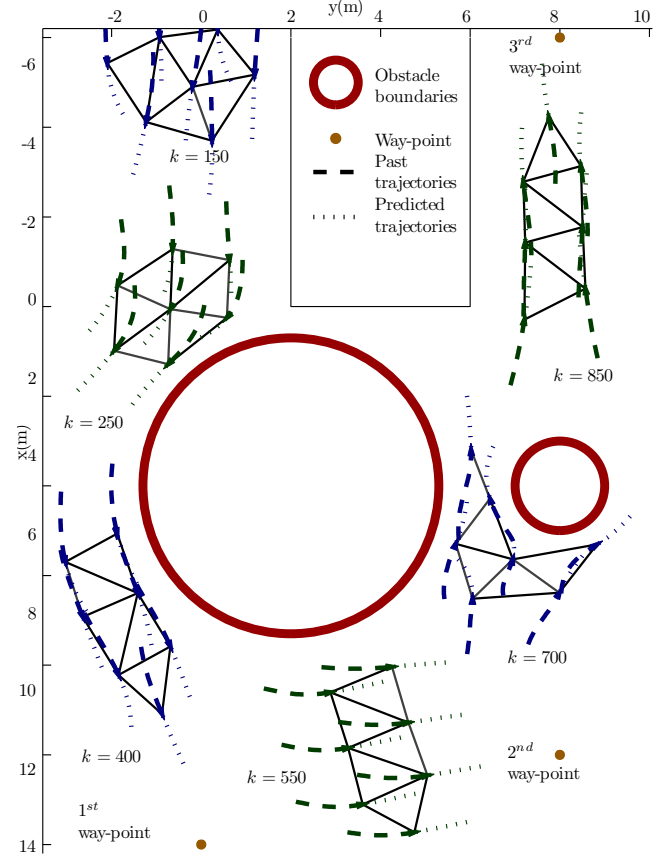 y(m)
-2 0 2 4 6 8 10
-6
-4
-2
0
2
4
6
8
10
12
14
x(m)
Obstacle
boundaries
Way-point
Past
trajectories
Predicted
trajectories
3rd
way-point
k = 150
k = 850
k = 250
k = 700
k = 400
k = 550
2nd
way-point
1st
way-point